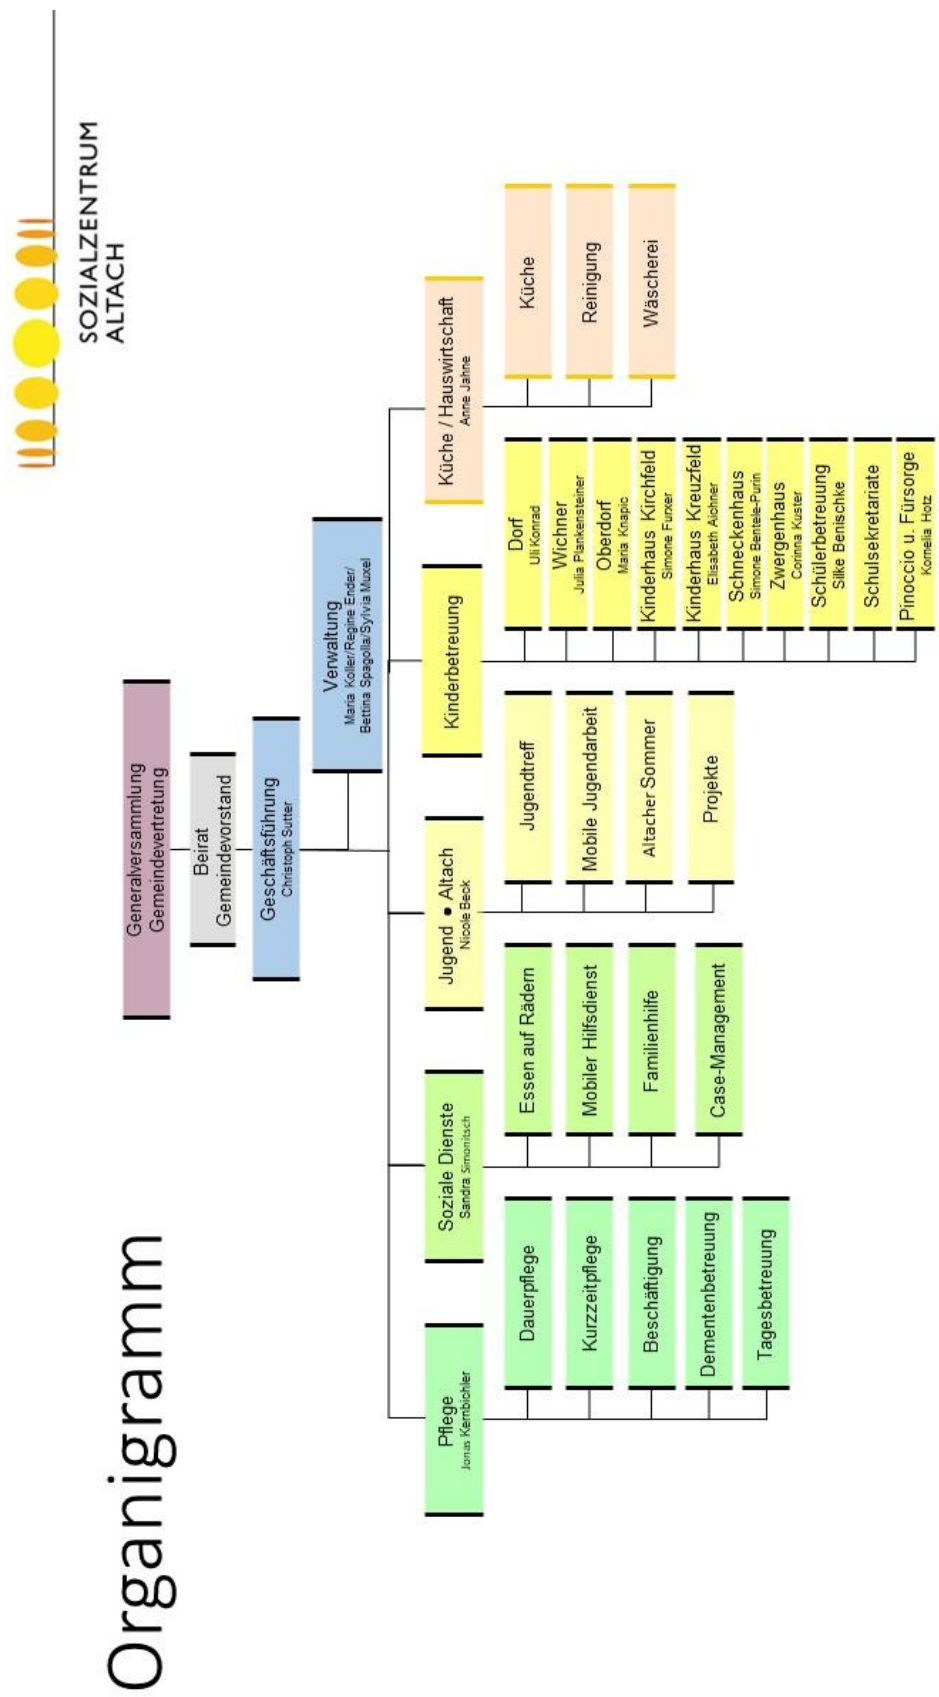 Organigramm
SOZIALZENTRUM
ALTACH
Generalversammlung
Gemeindevertretung
Beirat
Gemeindevorstand
Geschäftsführung
Christoph Sutter
Verwaltung
Maria Koller/Regine Ender/
Bettina Spagolla/Sylvia Muxel
Pflege
Jonas Kernbichler
Dauerpflege
Kurzzeitpflege
Beschäftigung
Dementenbetreuung
Tagesbetreuung
Soziale Dienste
Sandra Simonitsch
Essen auf Rädern
Mobiler Hilfsdienst
Familienhilfe
Case-Management
Jugend • Altach
Nicole Beck
Jugendtreff
Mobile Jugendarbeit
Altacher Sommer
Projekte
Kinderbetreuung
Dorf
Uli Konrad
Wichner
Julia Plankensteiner
Oberdorf
Maria Knapic
Kinderhaus Kirchfeld
Simone Furxer
Kinderhaus Kreuzfeld
Elisabeth Aichner
Schneckenhaus
Simone Bentele-Purin
Zwergenhaus
Corinna Kuster
Schülerbetreuung
Silke Benischke
Schulsekretariate
Pinoccio u. Fürsorge
Kornelia Hotz
Küche / Hauswirtschaft
Anne Jahne
Küche
Reinigung
Wäscherei